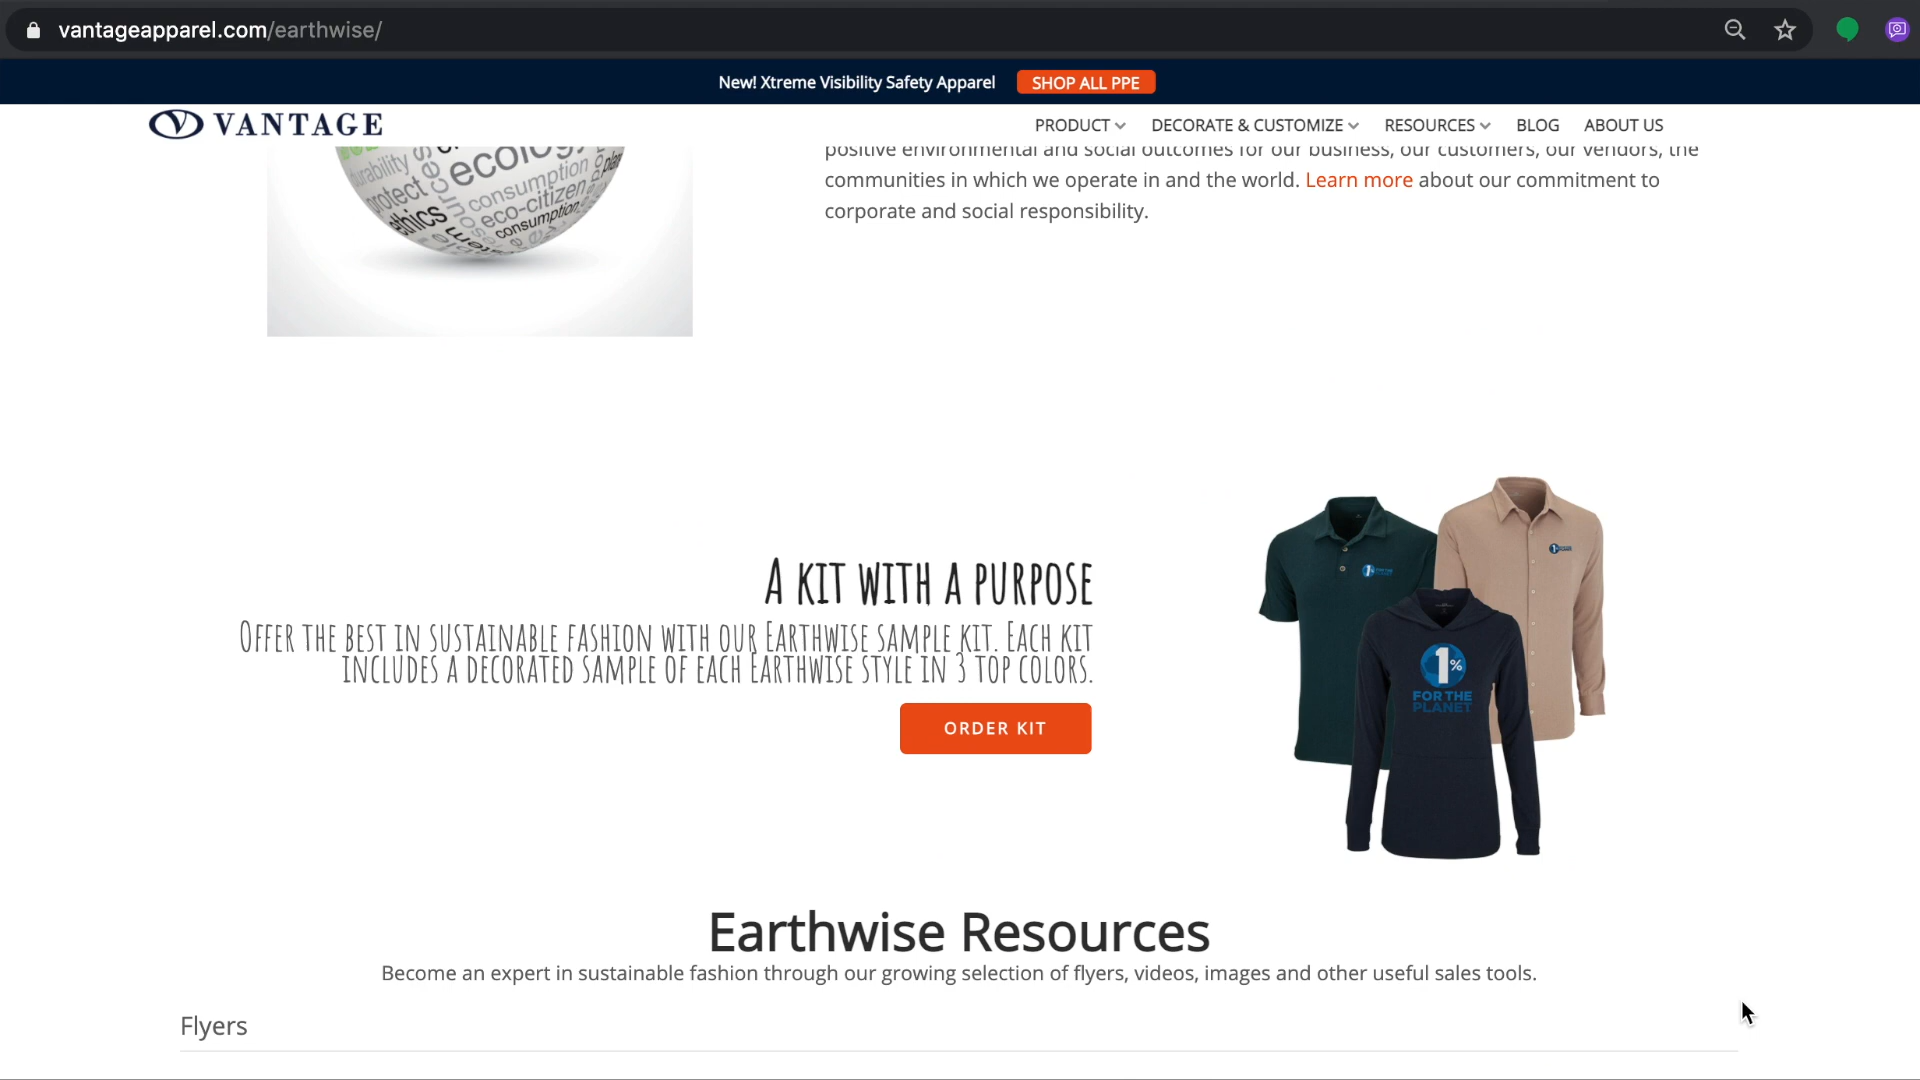 vantageapparel.com/earthwise/
New! Xtreme Visibility Safety Apparel SHOP ALL PPE
VANTAGE PRODUCT DECORATE & CUSTOMIZE RESOURCES BLOG ABOUT US
positive environmental and social outcomes for our business, our customers, our vendors, the
communities in which we operate in and the world. Learn more about our commitment to
corporate and social responsibility.
ecology
consumption
protect
eco-citizen
ethics
consumption
A KIT WITH A PURPOSE
OFFER THE BEST IN SUSTAINABLE FASHION WITH OUR EARTHWISE SAMPLE KIT. EACH KIT
INCLUDES A DECORATED SAMPLE OF EACH EARTHWISE STYLE IN 3 TOP COLORS.
ORDER KIT
1%
FOR THE
PLANET
Earthwise Resources
Become an expert in sustainable fashion through our growing selection of flyers, videos, images and other useful sales tools.
Flyers